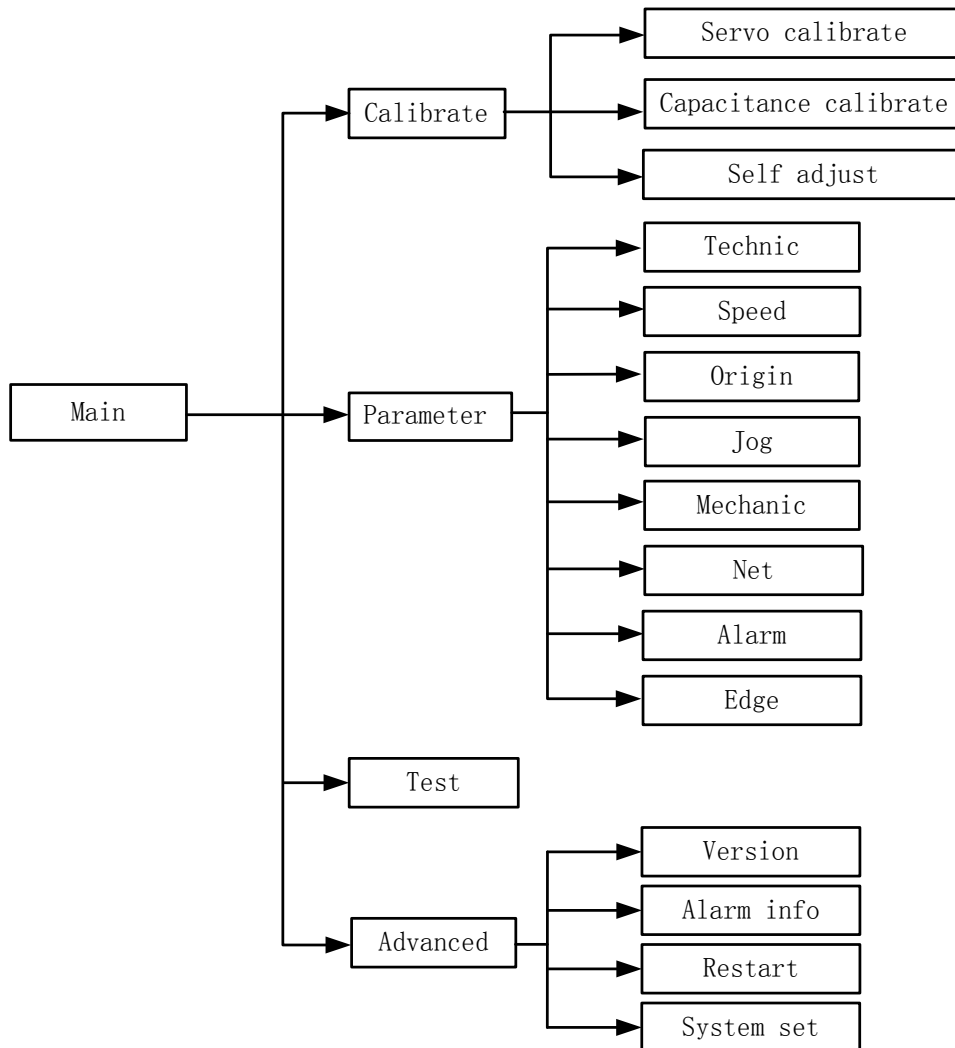 Main
Calibrate
Servo calibrate
Capacitance calibrate
Self adjust
Parameter
Technic
Speed
Origin
Jog
Mechanic
Net
Alarm
Edge
Test
Advanced
Version
Alarm info
Restart
System set